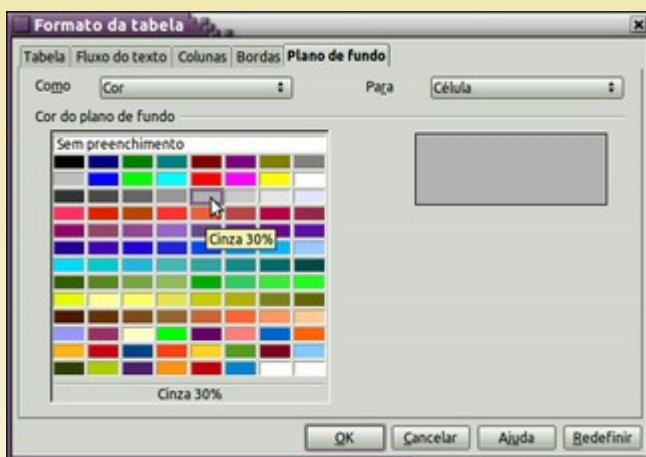 Formato da tabela
Tabela Fluxo do texto Colunas Bordas Plano de fundo
Como Cor Para Célula
Cor do plano de fundo
Sem preenchimento
Cinza 30%
Cinza 30%
OK Cancelar Ajuda Redefinir